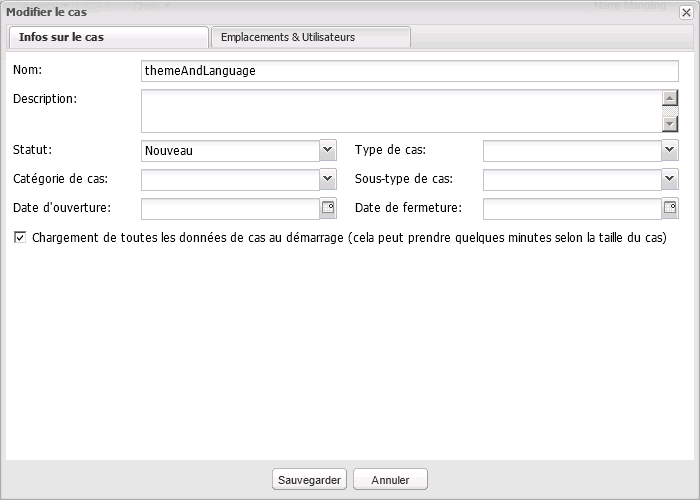 Modifier le cas
Infos sur le cas
Emplacements & Utilisateurs
Nom: themeAndLanguage
Description:
Statut: Nouveau Type de cas:
Catégorie de cas: Sous-type de cas:
Date d'ouverture: Date de fermeture:
Chargement de toutes les données de cas au démarrage (cela peut prendre quelques minutes selon la taille du cas)
Sauvegarder Annuler